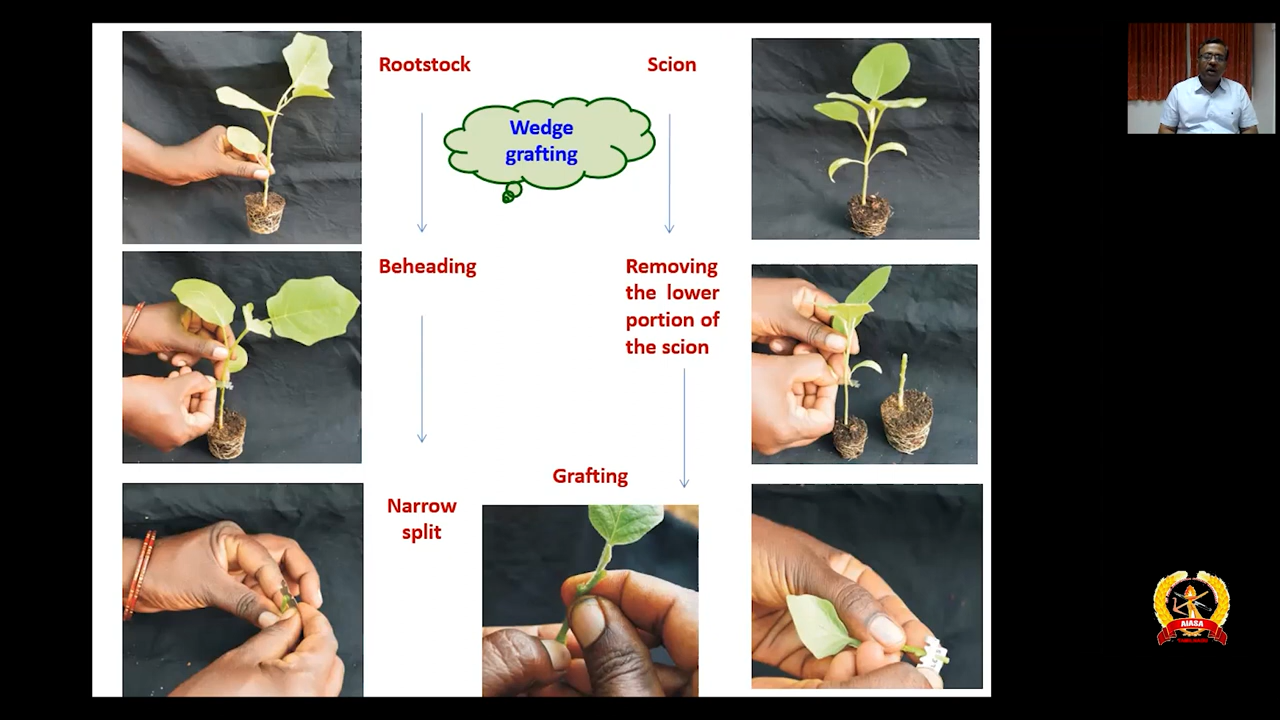 Rootstock
Scion
Wedge
grafting
Beheading
Removing
the lower
portion of
the scion
Grafting
Narrow
split
AIASA